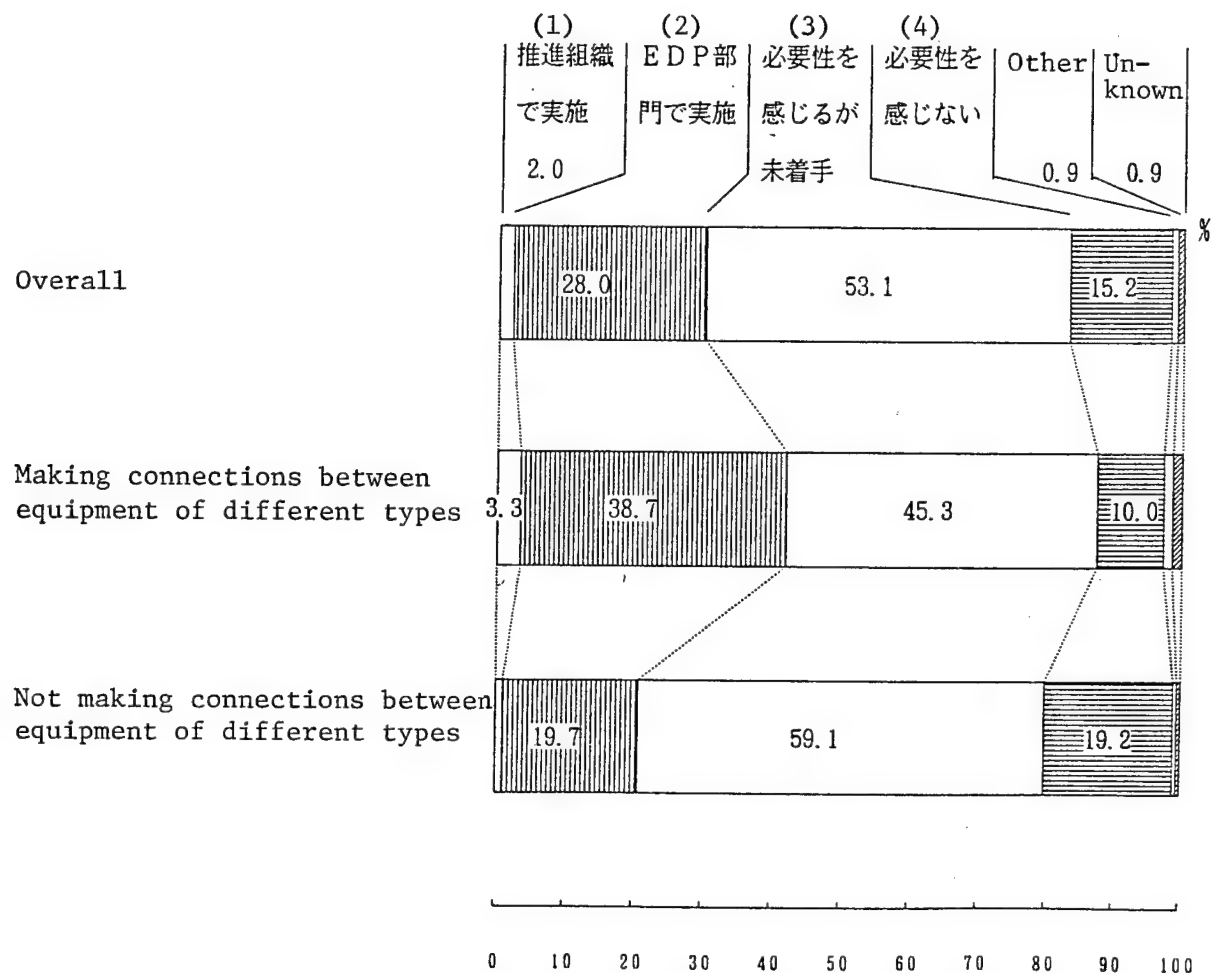 (1) (2) (3) (4)
推進組織 EDP部 必要性を 必要性を Other Un-
known
で実施 門で実施 感じるが 感じない
2.0 未着手 0.9 0.9
%
Overall 28.0 53.1 15.2
Making connections between
equipment of different types 3.3 38.7 45.3 10.0
Not making connections between
equipment of different types 19.7 59.1 19.2
0 10 20 30 40 50 60 70 80 90 100